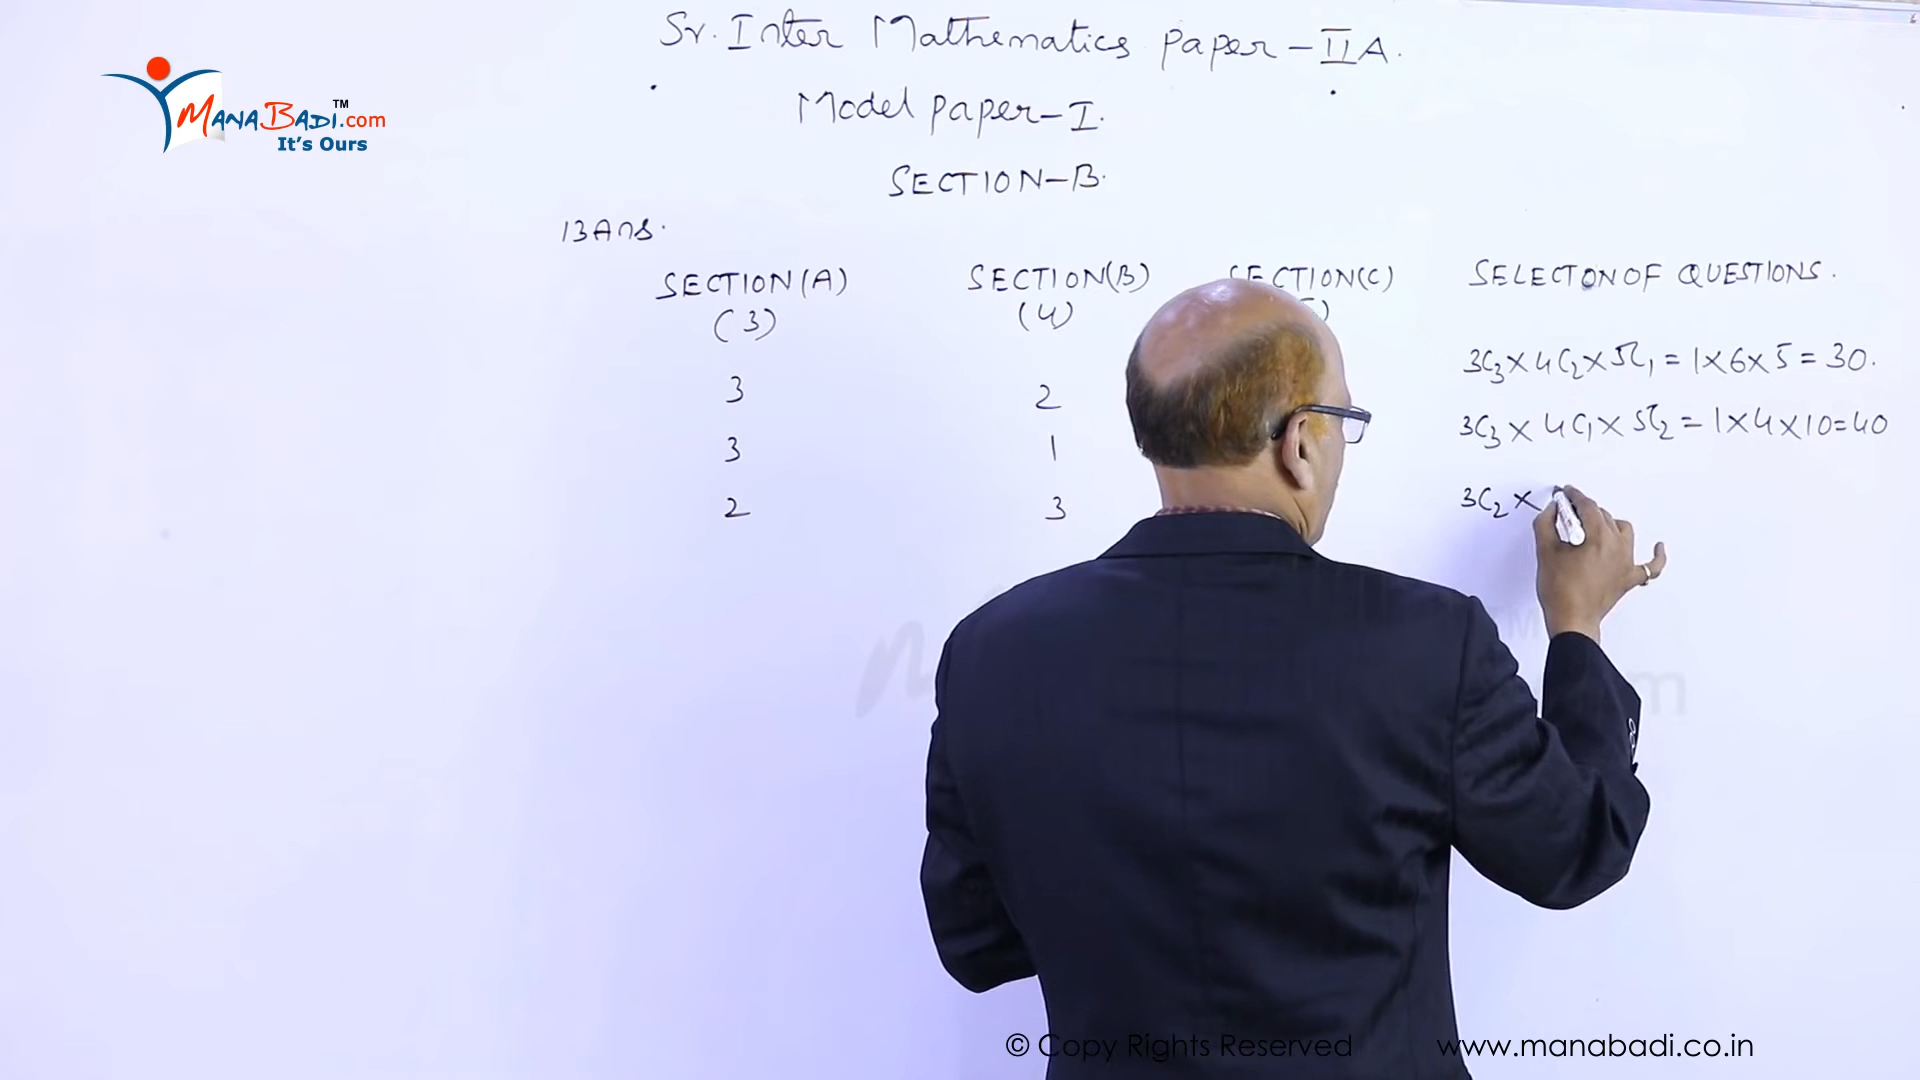 Sr. Inter Mathematics paper - II A.
MANABADI.com TM
It's Ours
Model paper - I.
SECTION - B.
13 Ans.
SECTION (A) SECTION (B) SECTION (C) SELECTON OF QUESTIONS.
(3) (4)
3 2 3C3 × 4C2 × 5C1 = 1 × 6 × 5 = 30.
3 1 3C3 × 4C1 × 5C2 = 1 × 4 × 10 = 40
2 3 3C2 ×
© Copy Rights Reserved www.manabadi.co.in